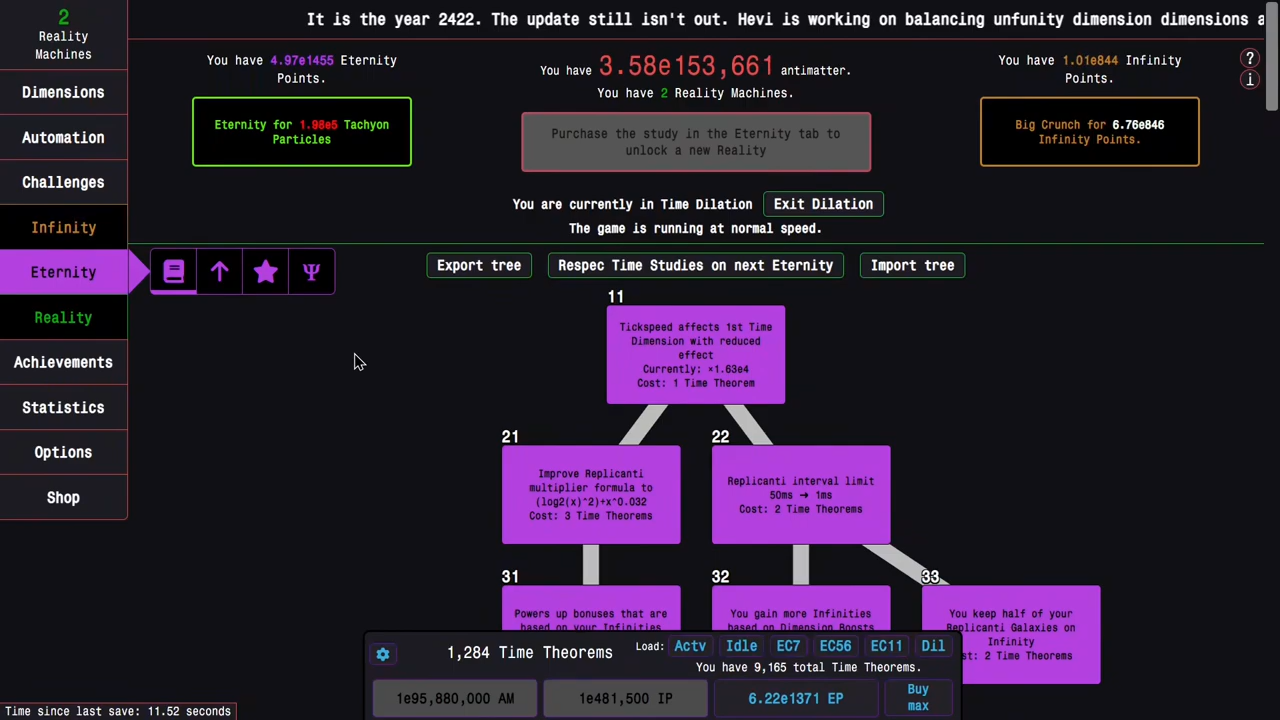 2
Reality
Machines
Dimensions
Automation
Challenges
Infinity
Eternity
Reality
Achievements
Statistics
Options
Shop
It is the year 2422. The update still isn't out. Hevi is working on balancing unfunity dimension dimensions a
You have 4.97e1455 Eternity
Points.
Eternity for 1.98e5 Tachyon
Particles
You have 3.58e153,661 antimatter.
You have 2 Reality Machines.
Purchase the study in the Eternity tab to
unlock a new Reality
You have 1.01e844 Infinity
Points.
Big Crunch for 6.76e846
Infinity Points.
?
i
You are currently in Time Dilation
Exit Dilation
The game is running at normal speed.
Ψ
Export tree
Respec Time Studies on next Eternity
Import tree
11
Tickspeed affects 1st Time
Dimension with reduced
effect
Currently: ×1.63e4
Cost: 1 Time Theorem
21
Improve Replicanti
multiplier formula to
(log2(x)^2)+x^0.032
Cost: 3 Time Theorems
22
Replicanti interval limit
50ms → 1ms
Cost: 2 Time Theorems
31
Powers up bonuses that are
based on your Infinities
32
You gain more Infinities
based on Dimension Boosts
33
You keep half of your
Replicanti Galaxies on
Infinity
st: 2 Time Theorems
1,284 Time Theorems
Load: Actv Idle EC7 EC56 EC11 Dil
You have 9,165 total Time Theorems.
1e95,880,000 AM
1e481,500 IP
6.22e1371 EP
Buy
max
Time since last save: 11.52 seconds